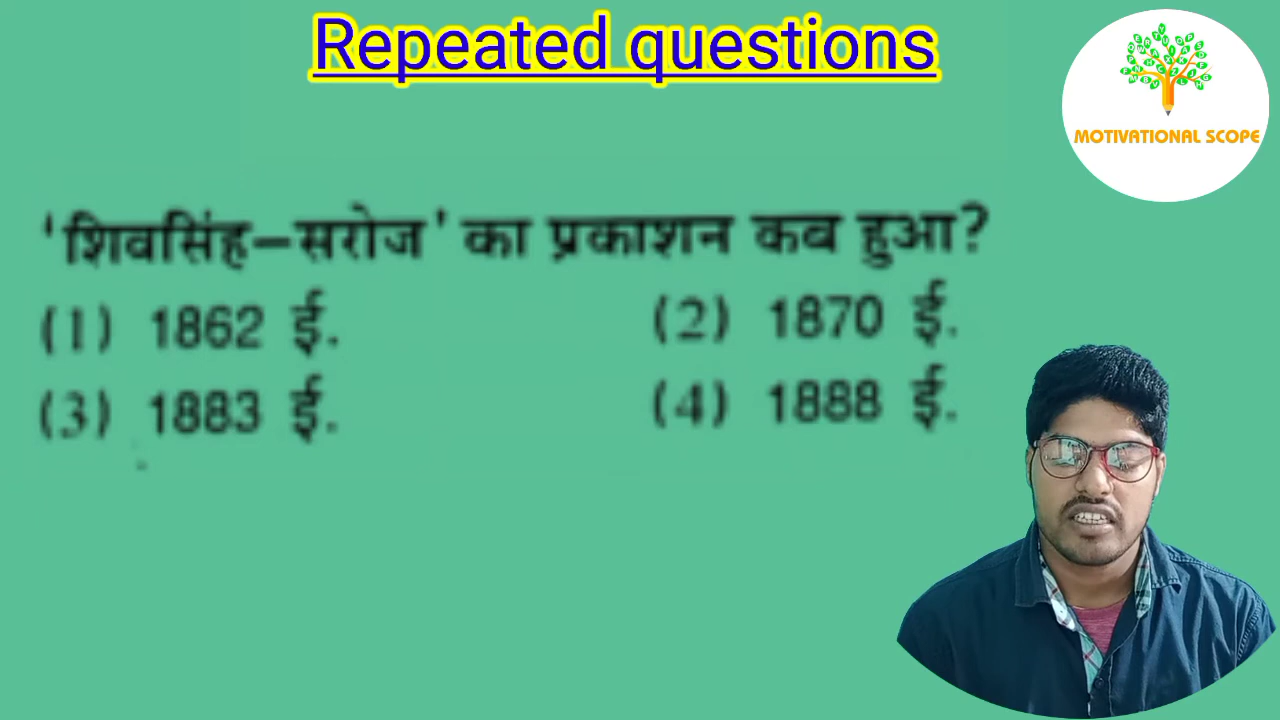 Repeated questions
MOTIVATIONAL SCOPE
'शिवसिंह–सरोज' का प्रकाशन कब हुआ?
(1) 1862 ई. (2) 1870 ई.
(3) 1883 ई. (4) 1888 ई.